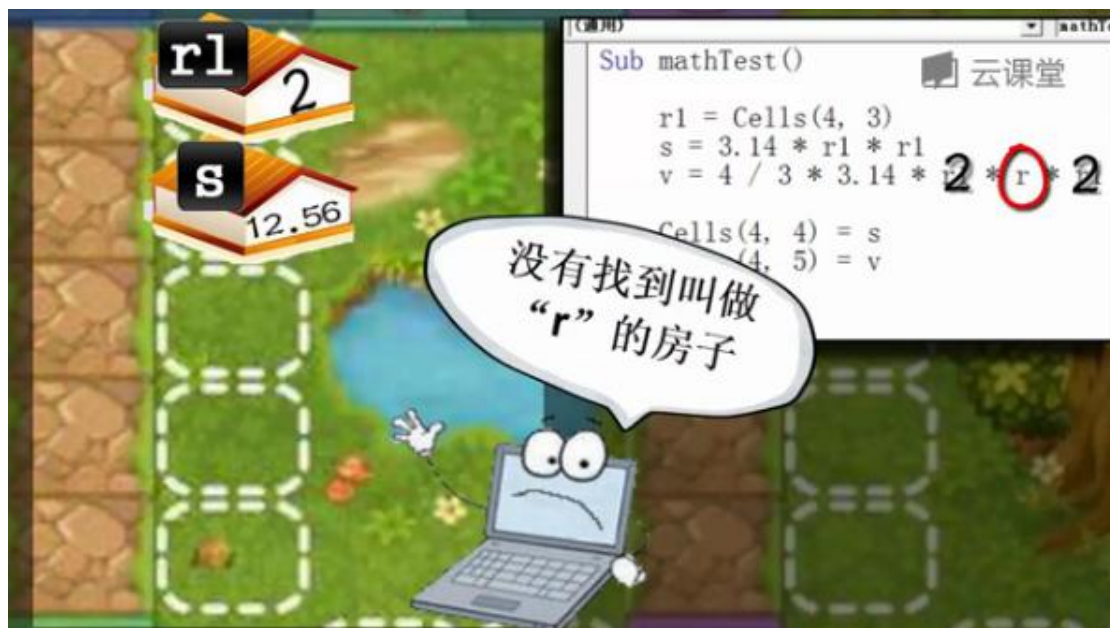 r1
2
s
12.56
(通用)
Sub mathTest()
云课堂
r1 = Cells(4, 3)
s = 3.14 * r1 * r1
v = 4 / 3 * 3.14 * 2 * r * 2
Cells(4, 4) = s
(4, 5) = v
没有找到叫做
“r”的房子